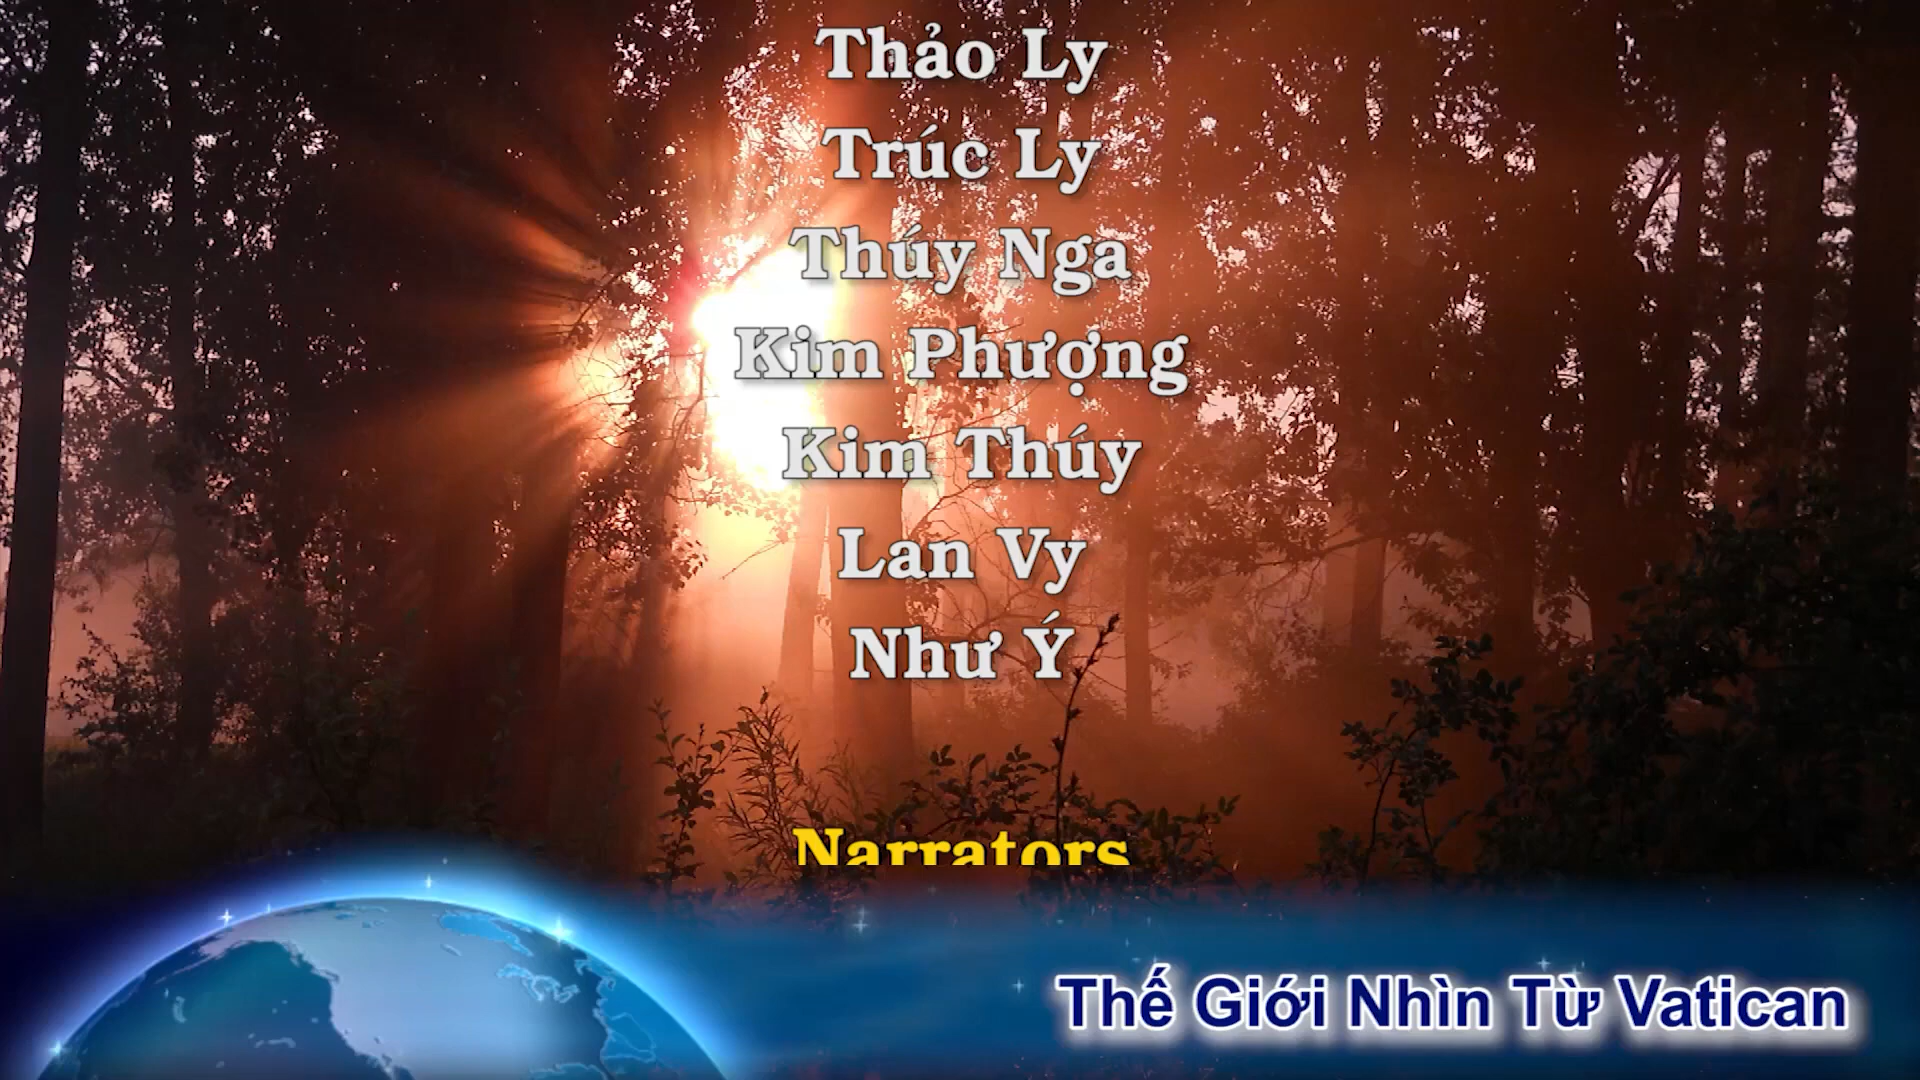 Thảo Ly
Trúc Ly
Thúy Nga
Kim Phượng
Kim Thúy
Lan Vy
Như Ý
Narrators
Thế Giới Nhìn Từ Vatican